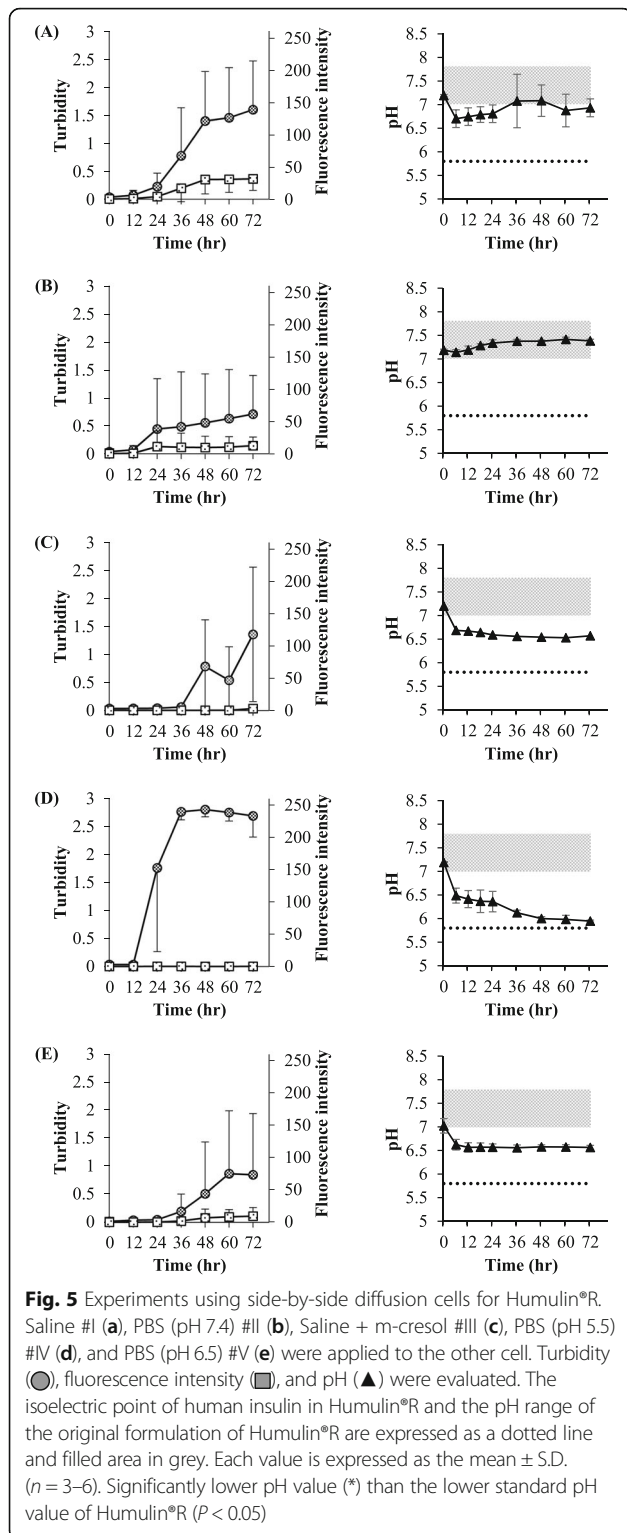 (A)
3
2.5
2
1.5
1
0.5
0
Turbidity
250
200
150
100
50
0
Fluorescence intensity
0 12 24 36 48 60 72
Time (hr)
8.5
8
7.5
7
6.5
6
5.5
5
pH
0 12 24 36 48 60 72
Time (hr)
(B)
3
2.5
2
1.5
1
0.5
0
Turbidity
250
200
150
100
50
0
Fluorescence intensity
0 12 24 36 48 60 72
Time (hr)
8.5
8
7.5
7
6.5
6
5.5
5
pH
0 12 24 36 48 60 72
Time (hr)
(C)
3
2.5
2
1.5
1
0.5
0
Turbidity
250
200
150
100
50
0
Fluorescence intensity
0 12 24 36 48 60 72
Time (hr)
8.5
8
7.5
7
6.5
6
5.5
5
pH
0 12 24 36 48 60 72
Time (hr)
(D)
3
2.5
2
1.5
1
0.5
0
Turbidity
250
200
150
100
50
0
Fluorescence intensity
0 12 24 36 48 60 72
Time (hr)
8.5
8
7.5
7
6.5
6
5.5
5
pH
0 12 24 36 48 60 72
Time (hr)
(E)
3
2.5
2
1.5
1
0.5
0
Turbidity
250
200
150
100
50
0
Fluorescence intensity
0 12 24 36 48 60 72
Time (hr)
8.5
8
7.5
7
6.5
6
5.5
5
pH
0 12 24 36 48 60 72
Time (hr)
Fig. 5 Experiments using side-by-side diffusion cells for Humulin®R.
Saline #I (a), PBS (pH 7.4) #II (b), Saline + m-cresol #III (c), PBS (pH 5.5)
#IV (d), and PBS (pH 6.5) #V (e) were applied to the other cell. Turbidity
(●), fluorescence intensity (■), and pH (▲) were evaluated. The
isoelectric point of human insulin in Humulin®R and the pH range of
the original formulation of Humulin®R are expressed as a dotted line
and filled area in grey. Each value is expressed as the mean ± S.D.
(n = 3–6). Significantly lower pH value (*) than the lower standard pH
value of Humulin®R (P < 0.05)